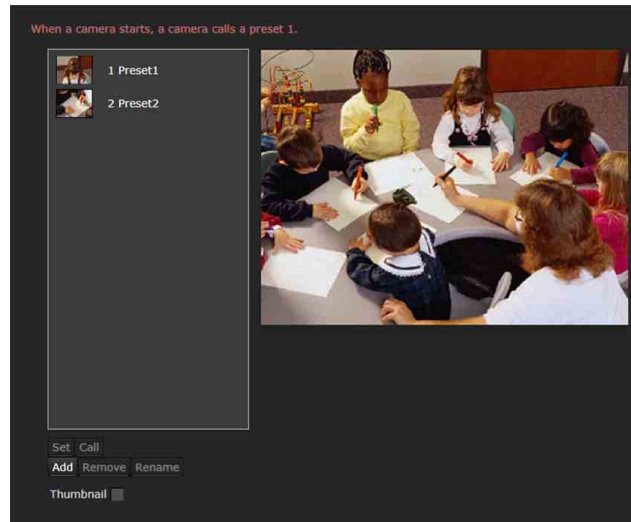 When a camera starts, a camera calls a preset 1.
1 Preset1
2 Preset2
Set Call
Add Remove Rename
Thumbnail